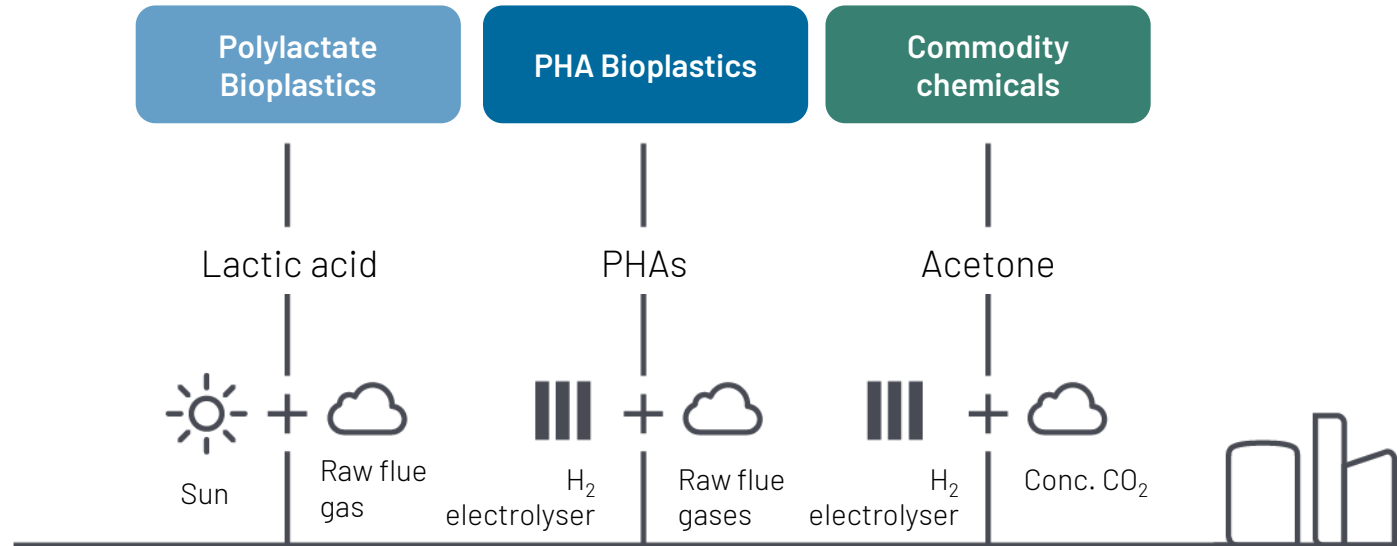 Polylactate
Bioplastics
PHA Bioplastics
Commodity
chemicals
Lactic acid
PHAs
Acetone
Sun
Raw flue
gas
H₂
electrolyser
Raw flue
gases
H₂
electrolyser
Conc. CO₂